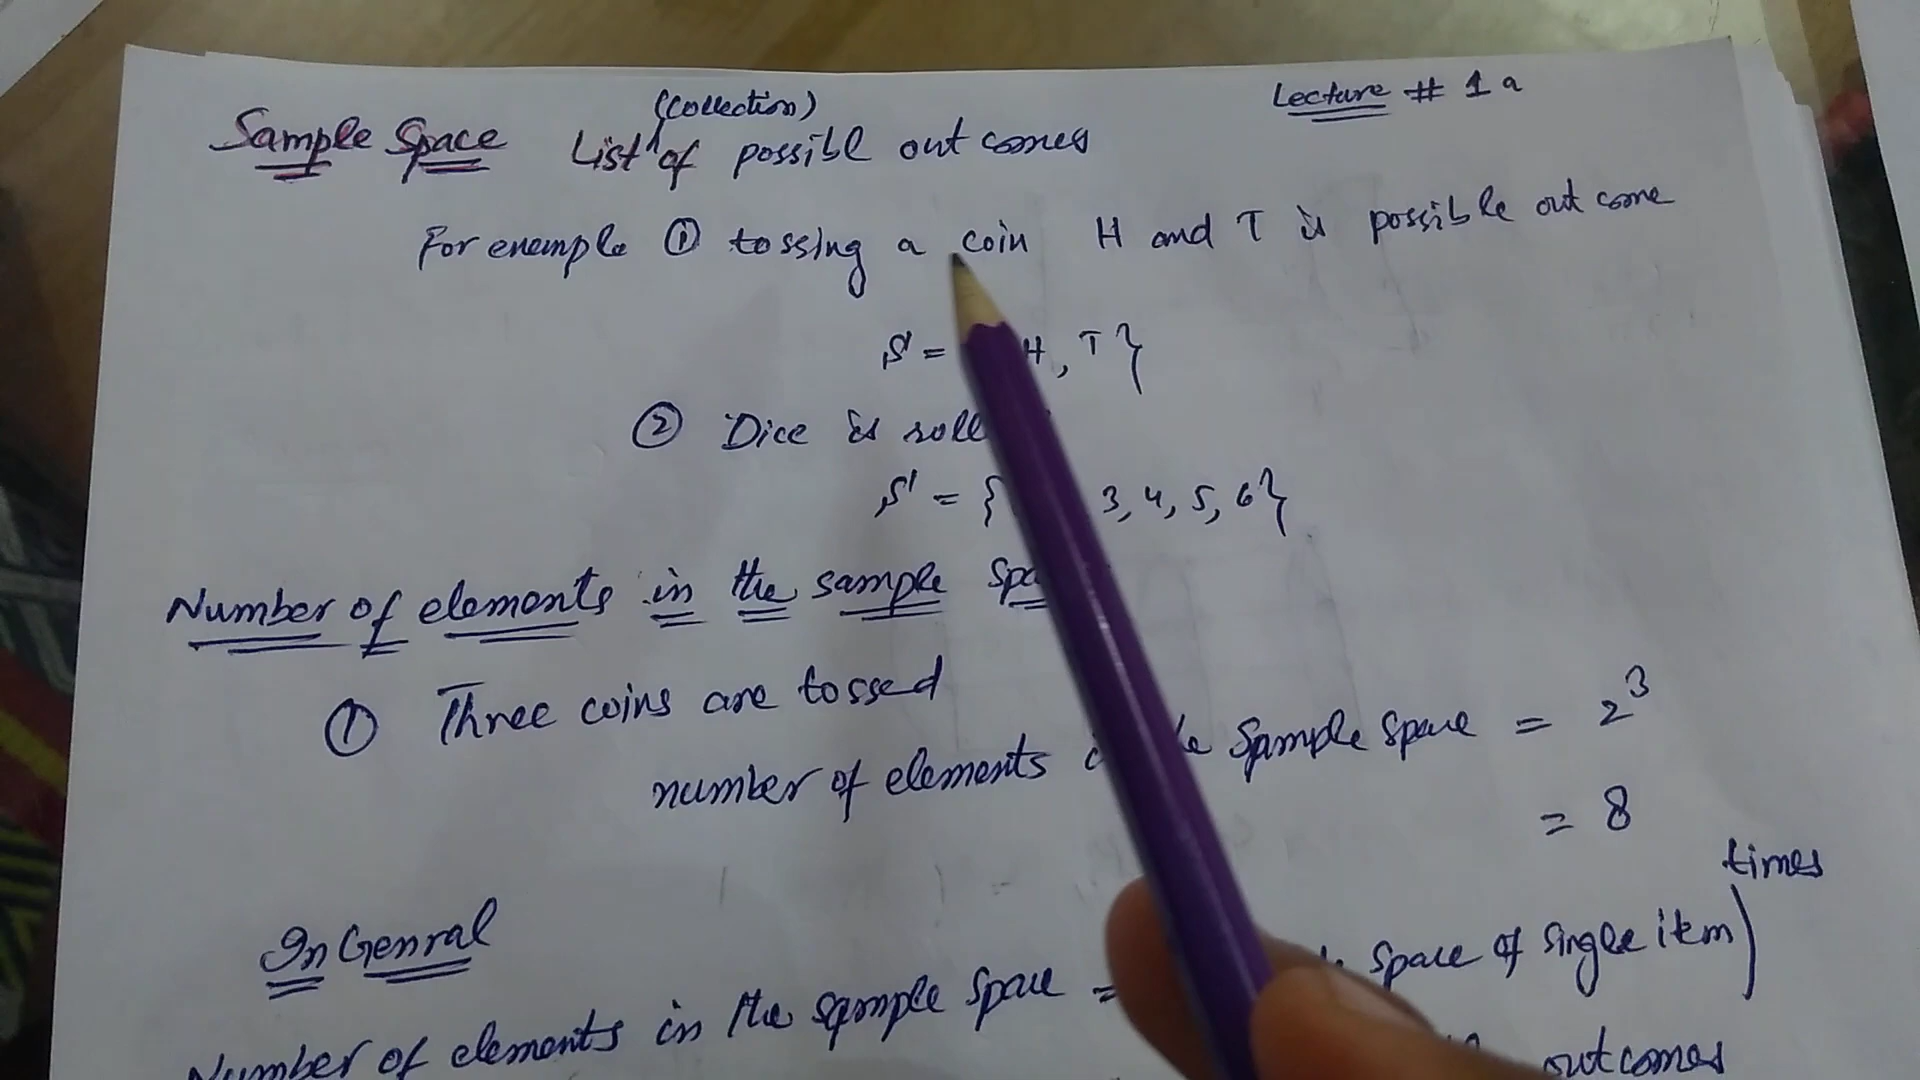 Lecture # 1 a
(Collection)
Sample Space List ^ of possibl out comes
For enemple ① tossing a coin H and T is possible out come
S = H, T}
② Dice is roll
S = { 3, 4, 5, 6}
Number of elements in the sample spa
① Three coins are tossed
number of elements sample space = 2³
= 8
times
In Genral
Number of elements in the sample space = space of single item)
outcomes